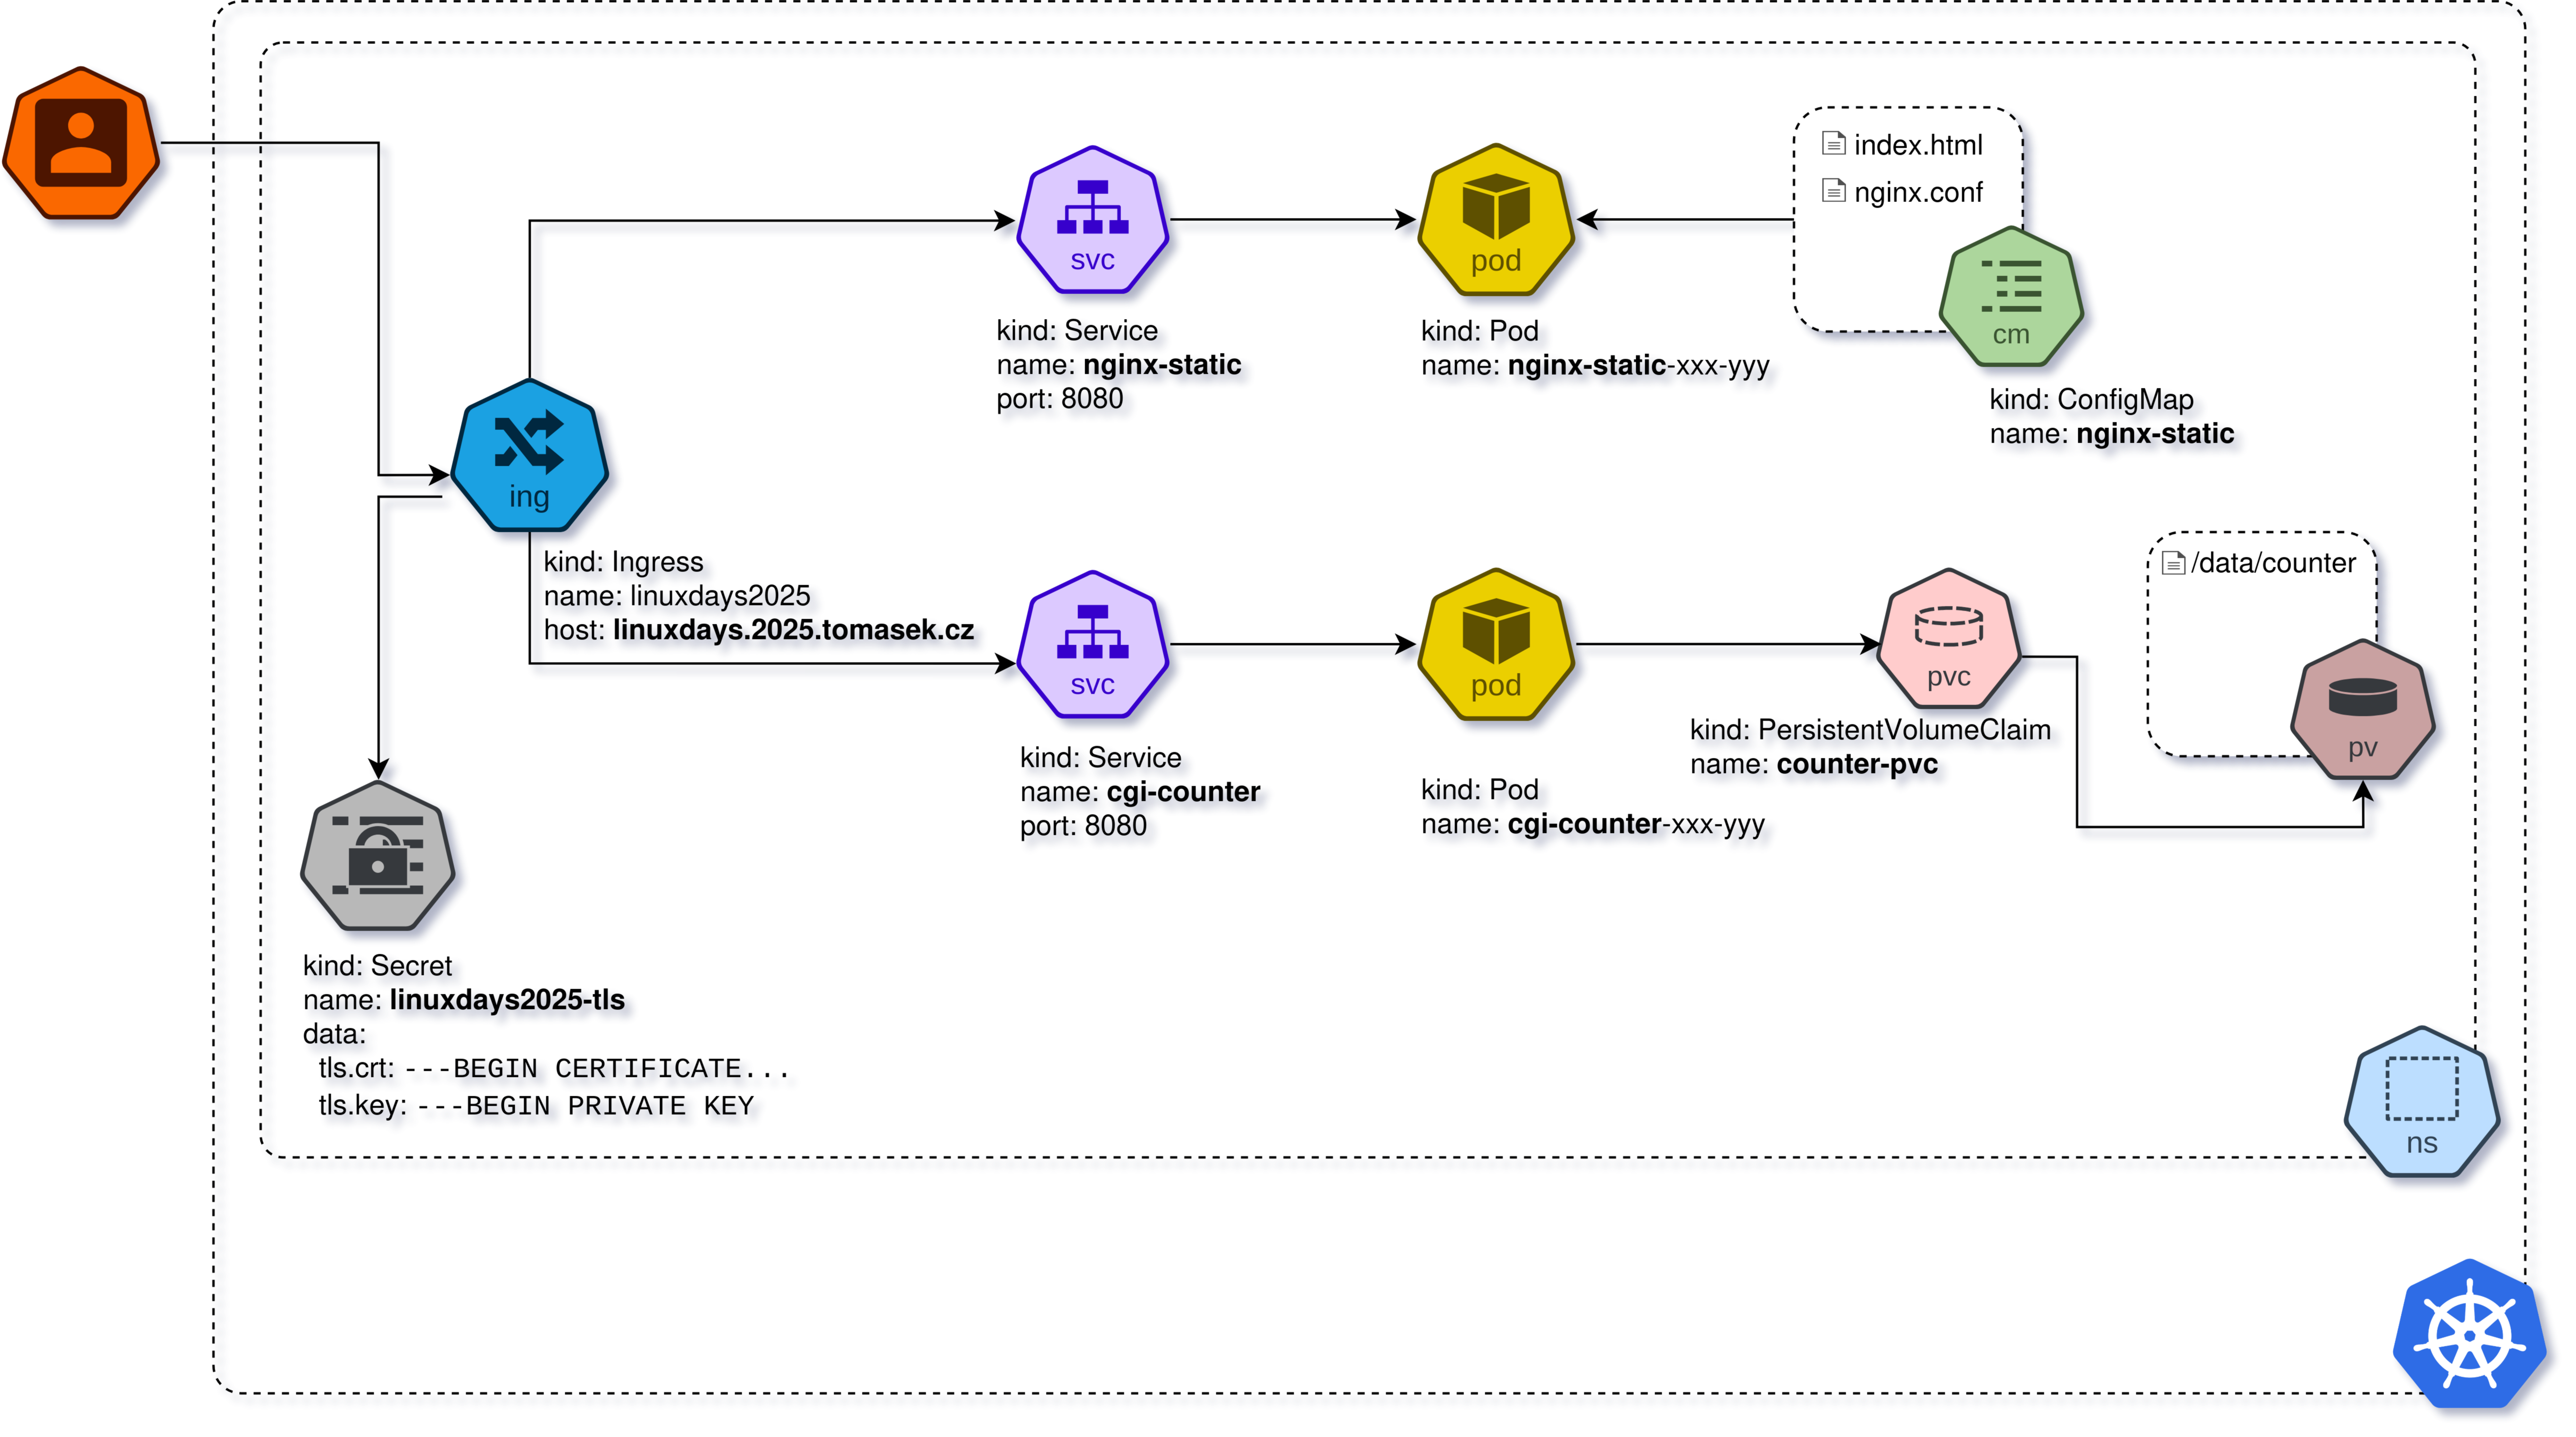 index.html
nginx.conf
svc
pod
cm
kind: Service
name: nginx-static
port: 8080
kind: Pod
name: nginx-static-xxx-yyy
kind: ConfigMap
name: nginx-static
ing
kind: Ingress
name: linuxdays2025
host: linuxdays.2025.tomasek.cz
svc
pod
pvc
/data/counter
pv
kind: Service
name: cgi-counter
port: 8080
kind: Pod
name: cgi-counter-xxx-yyy
kind: PersistentVolumeClaim
name: counter-pvc
kind: Secret
name: linuxdays2025-tls
data:
tls.crt: ---BEGIN CERTIFICATE...
tls.key: ---BEGIN PRIVATE KEY
ns